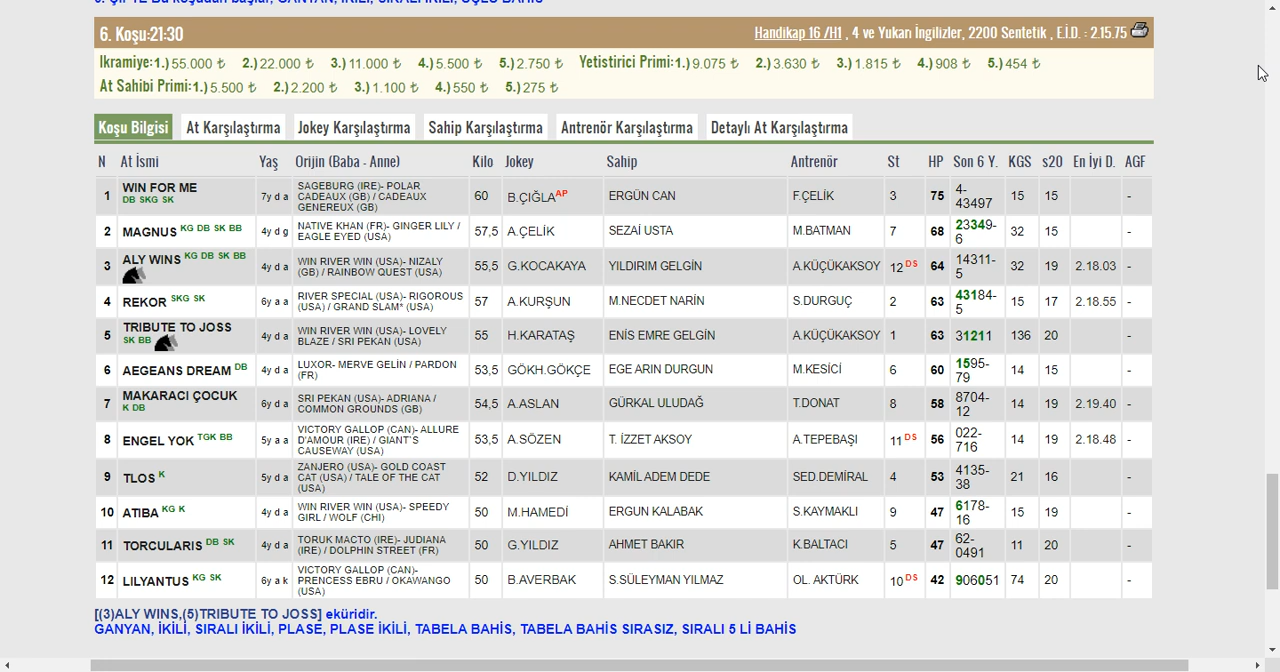 6. Koşu:21:30 Handikap 16 /H1 , 4 ve Yukarı İngilizler, 2200 Sentetik , E.İ.D. : 2.15.75
Ikramiye:1.) 55.000 ₺ 2.) 22.000 ₺ 3.) 11.000 ₺ 4.) 5.500 ₺ 5.) 2.750 ₺ Yetistirici Primi:1.) 9.075 ₺ 2.) 3.630 ₺ 3.) 1.815 ₺ 4.) 908 ₺ 5.) 454 ₺
At Sahibi Primi:1.) 5.500 ₺ 2.) 2.200 ₺ 3.) 1.100 ₺ 4.) 550 ₺ 5.) 275 ₺
Koşu Bilgisi At Karşılaştırma Jokey Karşılaştırma Sahip Karşılaştırma Antrenör Karşılaştırma Detaylı At Karşılaştırma
N At İsmi Yaş Orijin (Baba - Anne) Kilo Jokey Sahip Antrenör St HP Son 6 Y. KGS s20 En İyi D. AGF
1 WIN FOR ME DB SKG SK 7y d a SAGEBURG (IRE)- POLAR CADEAUX (GB) / CADEAUX GENEREUX (GB) 60 B.ÇIĞLA AP ERGÜN CAN F.ÇELİK 3 75 4-43497 15 15 -
2 MAGNUS KG DB SK BB 4y d g NATIVE KHAN (FR)- GINGER LILY / EAGLE EYED (USA) 57,5 A.ÇELİK SEZAİ USTA M.BATMAN 7 68 23349-6 32 15 -
3 ALY WINS KG DB SK BB 4y d a WIN RIVER WIN (USA)- NIZALY (GB) / RAINBOW QUEST (USA) 55,5 G.KOCAKAYA YILDIRIM GELGİN A.KÜÇÜKAKSOY 12 DS 64 14311-5 32 19 2.18.03 -
4 REKOR SKG SK 6y a a RIVER SPECIAL (USA)- RIGOROUS (USA) / GRAND SLAM* (USA) 57 A.KURŞUN M.NECDET NARİN S.DURGUÇ 2 63 43184-5 15 17 2.18.55 -
5 TRIBUTE TO JOSS SK BB 4y d a WIN RIVER WIN (USA)- LOVELY BLAZE / SRI PEKAN (USA) 55 H.KARATAŞ ENİS EMRE GELGİN A.KÜÇÜKAKSOY 1 63 31211 136 20 -
6 AEGEANS DREAM DB 4y d a LUXOR- MERVE GELİN / PARDON (FR) 53,5 GÖKH.GÖKÇE EGE ARIN DURGUN M.KESİCİ 6 60 1595-79 14 15 -
7 MAKARACI ÇOCUK K DB 6y d a SRI PEKAN (USA)- ADRIANA / COMMON GROUNDS (GB) 54,5 A.ASLAN GÜRKAL ULUDAĞ T.DONAT 8 58 8704-12 14 19 2.19.40 -
8 ENGEL YOK TGK BB 5y a a VICTORY GALLOP (CAN)- ALLURE D'AMOUR (IRE) / GIANT'S CAUSEWAY (USA) 53,5 A.SÖZEN T. İZZET AKSOY A.TEPEBAŞI 11 DS 56 022-716 14 19 2.18.48 -
9 TLOS K 5y d a ZANJERO (USA)- GOLD COAST CAT (USA) / TALE OF THE CAT (USA) 52 D.YILDIZ KAMİL ADEM DEDE SED.DEMİRAL 4 53 4135-38 21 16 -
10 ATIBA KG K 4y d a WIN RIVER WIN (USA)- SPEEDY GIRL / WOLF (CHI) 50 M.HAMEDİ ERGUN KALABAK S.KAYMAKLI 9 47 6178-16 15 19 -
11 TORCULARIS DB SK 4y d a TORUK MACTO (IRE)- JUDIANA (IRE) / DOLPHIN STREET (FR) 50 G.YILDIZ AHMET BAKIR K.BALTACI 5 47 62-0491 11 20 -
12 LILYANTUS KG SK 6y a k VICTORY GALLOP (CAN)- PRENCESS EBRU / OKAWANGO (USA) 50 B.AVERBAK S.SÜLEYMAN YILMAZ OL. AKTÜRK 10 DS 42 906051 74 20 -
[(3)ALY WINS,(5)TRIBUTE TO JOSS] eküridir.
GANYAN, İKİLİ, SIRALI İKİLİ, PLASE, PLASE İKİLİ, TABELA BAHİS, TABELA BAHİS SIRASIZ, SIRALI 5 Lİ BAHİS